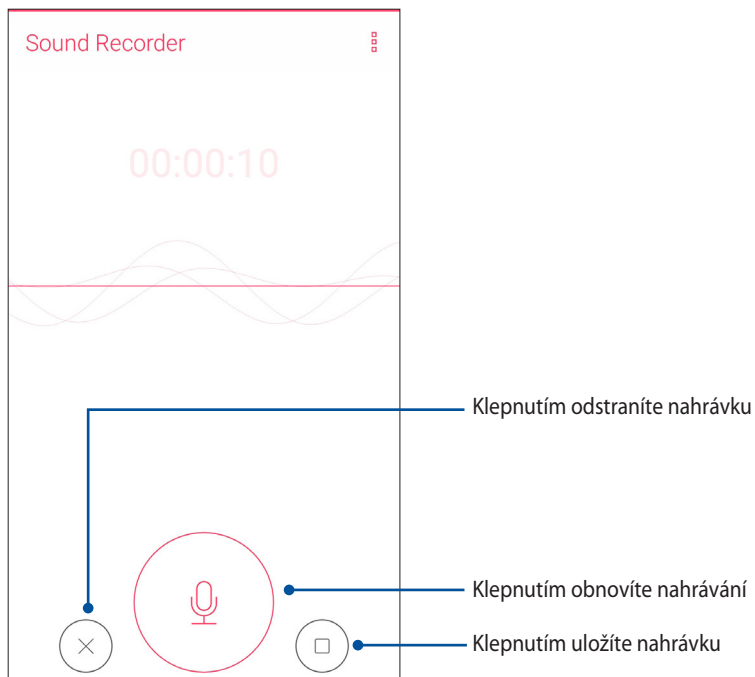 Sound Recorder
00:00:10
Klepnutím odstraníte nahrávku
Klepnutím obnovíte nahrávání
Klepnutím uložíte nahrávku